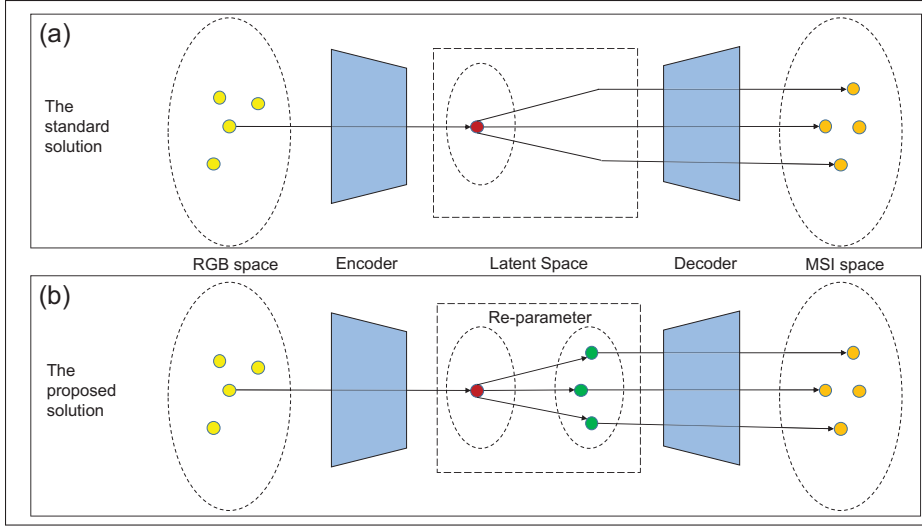 (a)
The
standard
solution
RGB space
Encoder
Latent Space
Decoder
MSI space
(b)
Re-parameter
The
proposed
solution